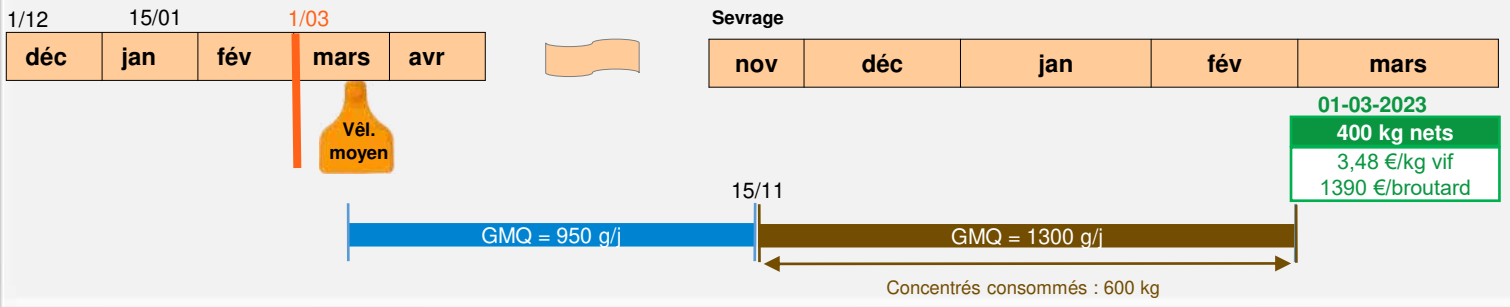 1/12 15/01 1/03 Sevrage
déc jan fév mars avr nov déc jan fév mars
Vêl.
moyen
01-03-2023
400 kg nets
3,48 €/kg vif
1390 €/broutard
15/11
GMQ = 950 g/j GMQ = 1300 g/j
Concentrés consommés : 600 kg